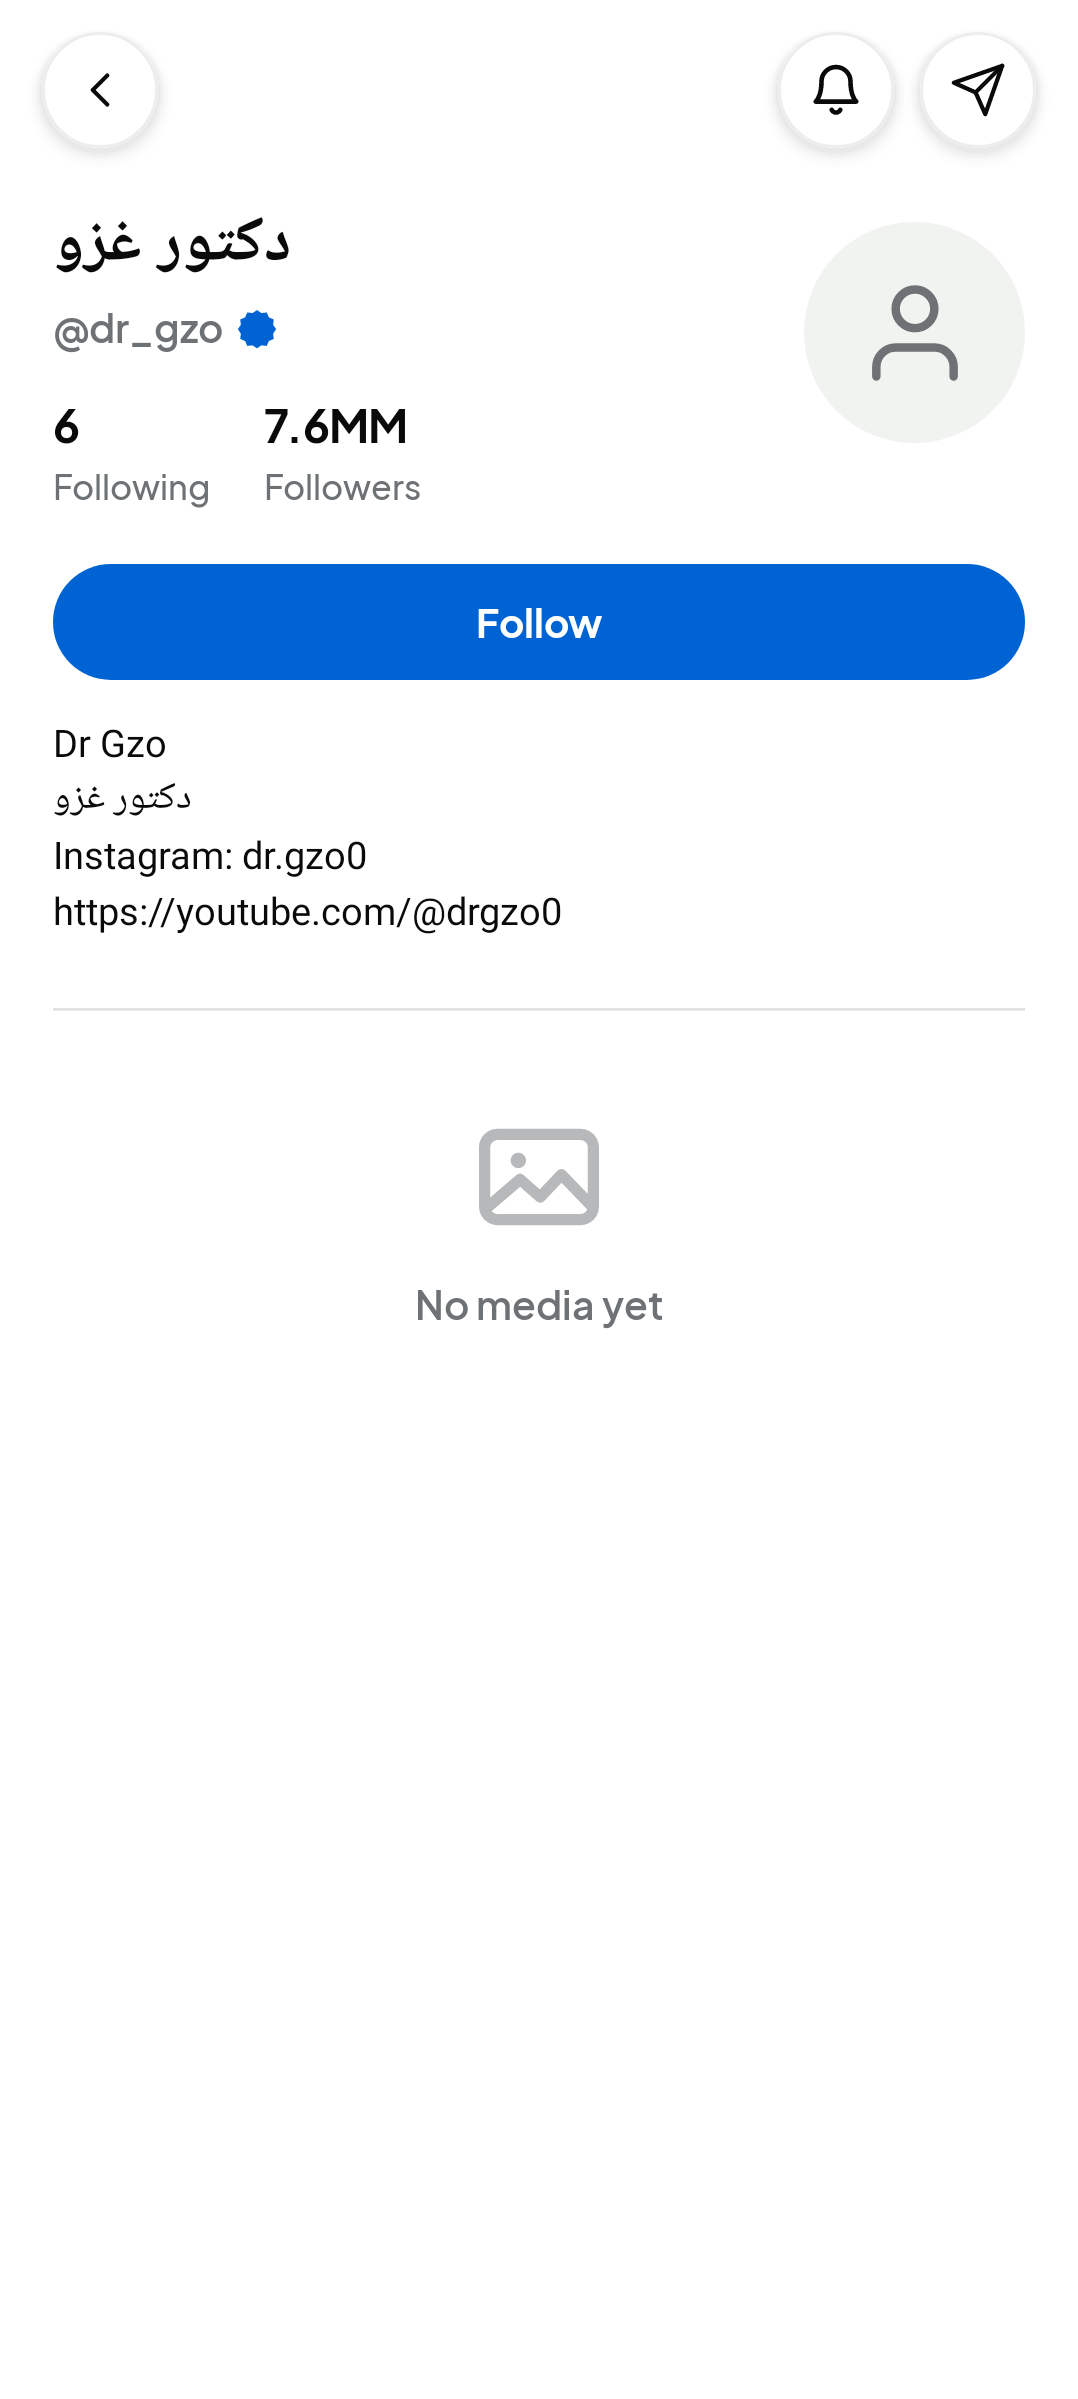 دكتور غزو
@dr_gzo
6 7.6MM
Following Followers
Follow
Dr Gzo
دكتور غزو
Instagram: dr.gzo0
https://youtube.com/@drgzo0
No media yet